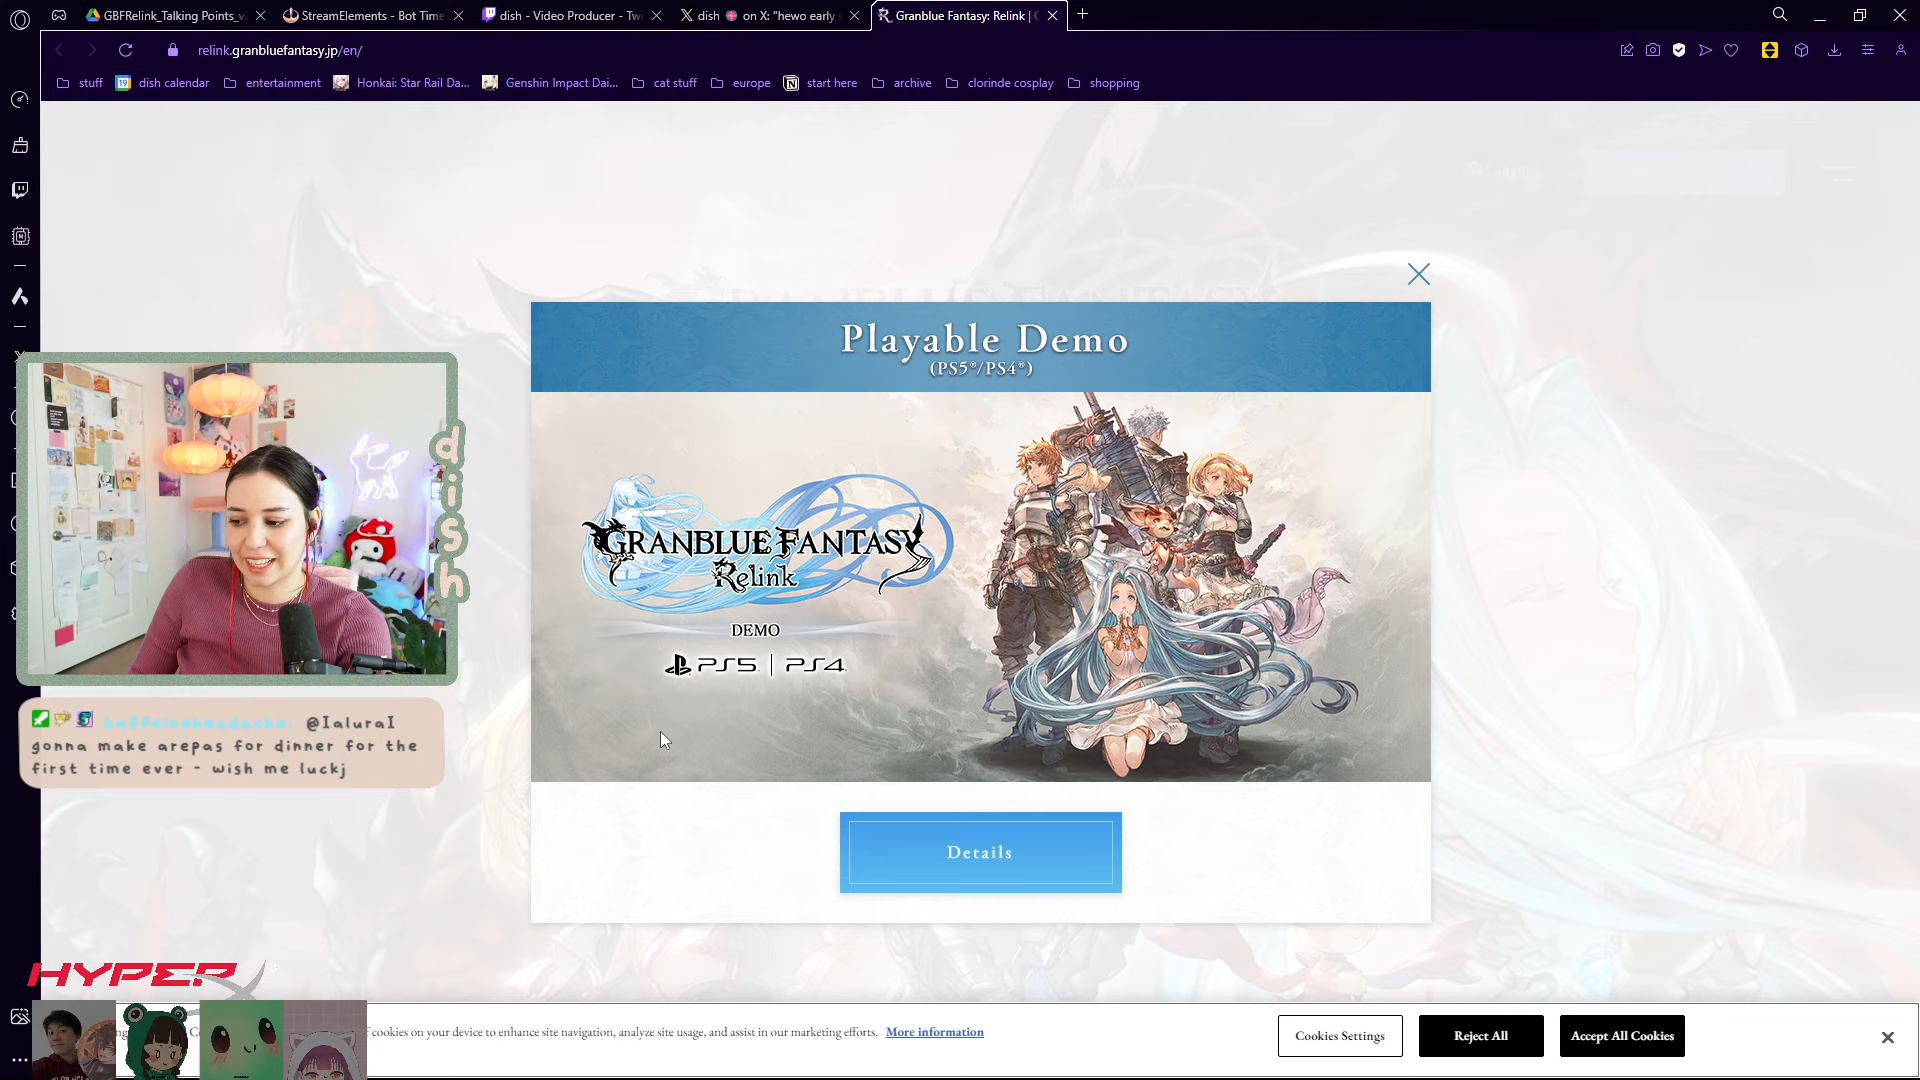 GBFRelink_Talking Points_v
StreamElements - Bot Time
dish - Video Producer - Tw
dish on X: "hewo early s
Granblue Fantasy: Relink |
relink.granbluefantasy.jp/en/
stuff
dish calendar
entertainment
Honkai: Star Rail Da...
Genshin Impact Dai...
cat stuff
europe
start here
archive
clorinde cosplay
shopping
Playable Demo
(PS5®/PS4®)
GRANBLUE FANTASY
Relink
DEMO
PS5 | PS4
Details
dish
kaffeineheadache: @IaluraI
gonna make arepas for dinner for the
first time ever - wish me luckj
HYPERX
cookies on your device to enhance site navigation, analyze site usage, and assist in our marketing efforts. More information
Cookies Settings
Reject All
Accept All Cookies